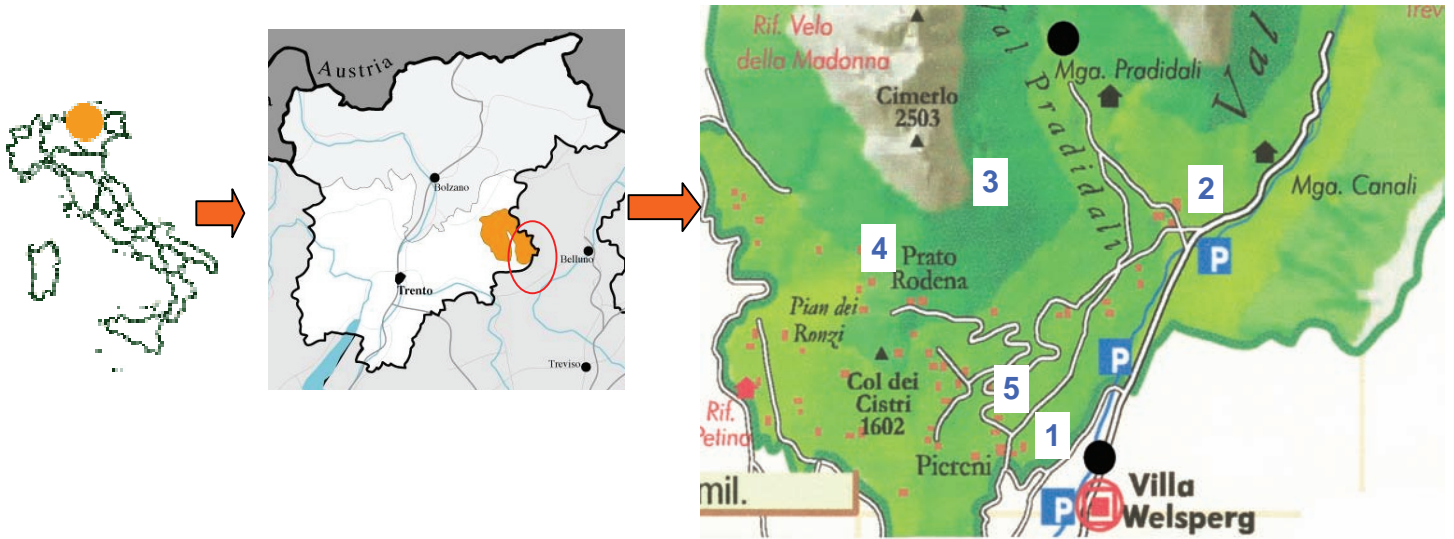 Austria
Bolzano
Trento
Belluno
Treviso
Rif. Velo
della Madonna
Cimerlo
2503
Val Pradidali
Mga. Pradidali
Val
Mga. Canali
3
2
4
Prato
Rodena
P
Pian dei
Ronzi
P
Col dei
Cistri
1602
5
1
Rif.
Petina
Piereni
mil.
P
Villa
Welsperg